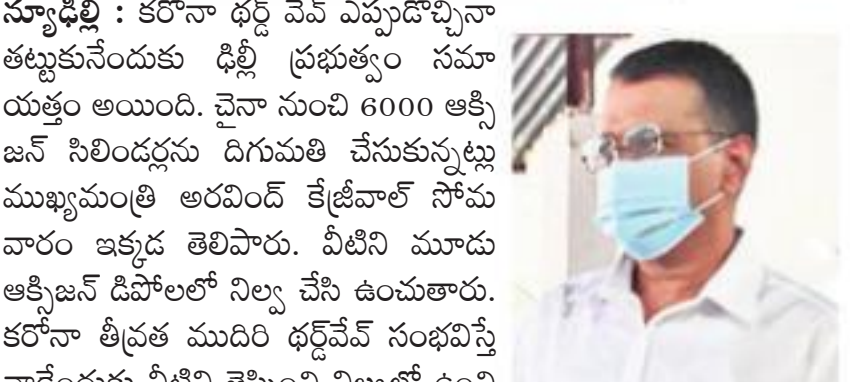 న్యూఢిల్లీ : కరోనా థర్డ్ వేవ్ ఎప్పుడొచ్చినా
తట్టుకునేందుకు ఢిల్లీ ప్రభుత్వం సమా
యత్తం అయింది. చైనా నుంచి 6000 ఆక్సి
జన్ సిలిండర్లను దిగుమతి చేసుకున్నట్లు
ముఖ్యమంత్రి అరవింద్ కేజ్రీవాల్ సోమ
వారం ఇక్కడ తెలిపారు. వీటిని మూడు
ఆక్సిజన్ డిపోలలో నిల్వ చేసి ఉంచుతారు.
కరోనా తీవ్రత ముదిరి థర్డ్‌వేవ్ సంభవిస్తే